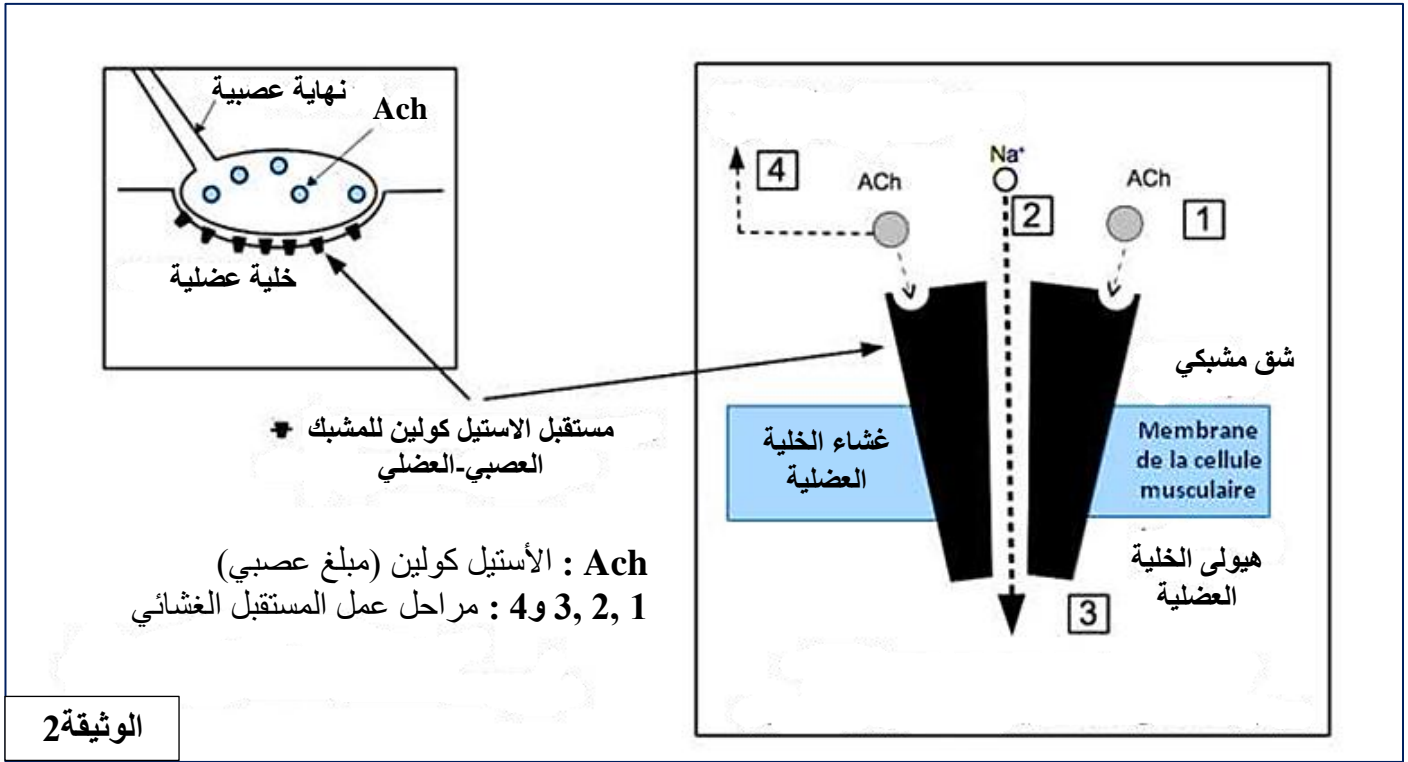 نهاية عصبية
Ach
خلية عضلية
4
ACh
Na⁺
2
ACh
1
شق مشبكي
مستقبل الاستيل كولين للمشبك
العصبي-العضلي
غشاء الخلية
العضلية
Membrane
de la cellule
musculaire
هيولى الخلية
العضلية
3
Ach : الأستيل كولين (مبلغ عصبي)
1 ,2 ,3 و4 : مراحل عمل المستقبل الغشائي
الوثيقة2